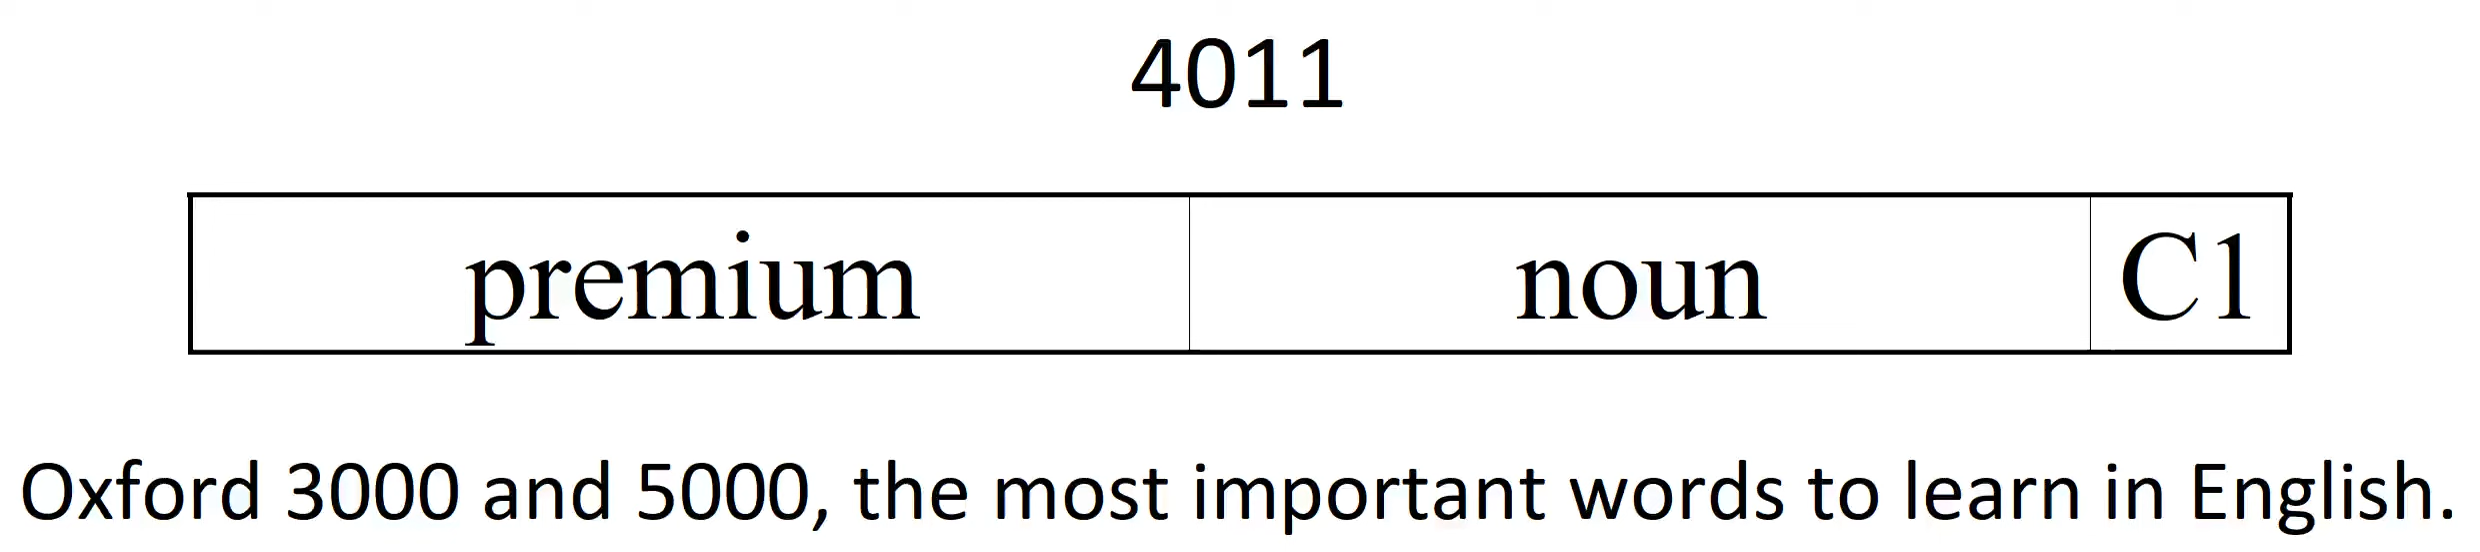 4011
premium noun C1
Oxford 3000 and 5000, the most important words to learn in English.